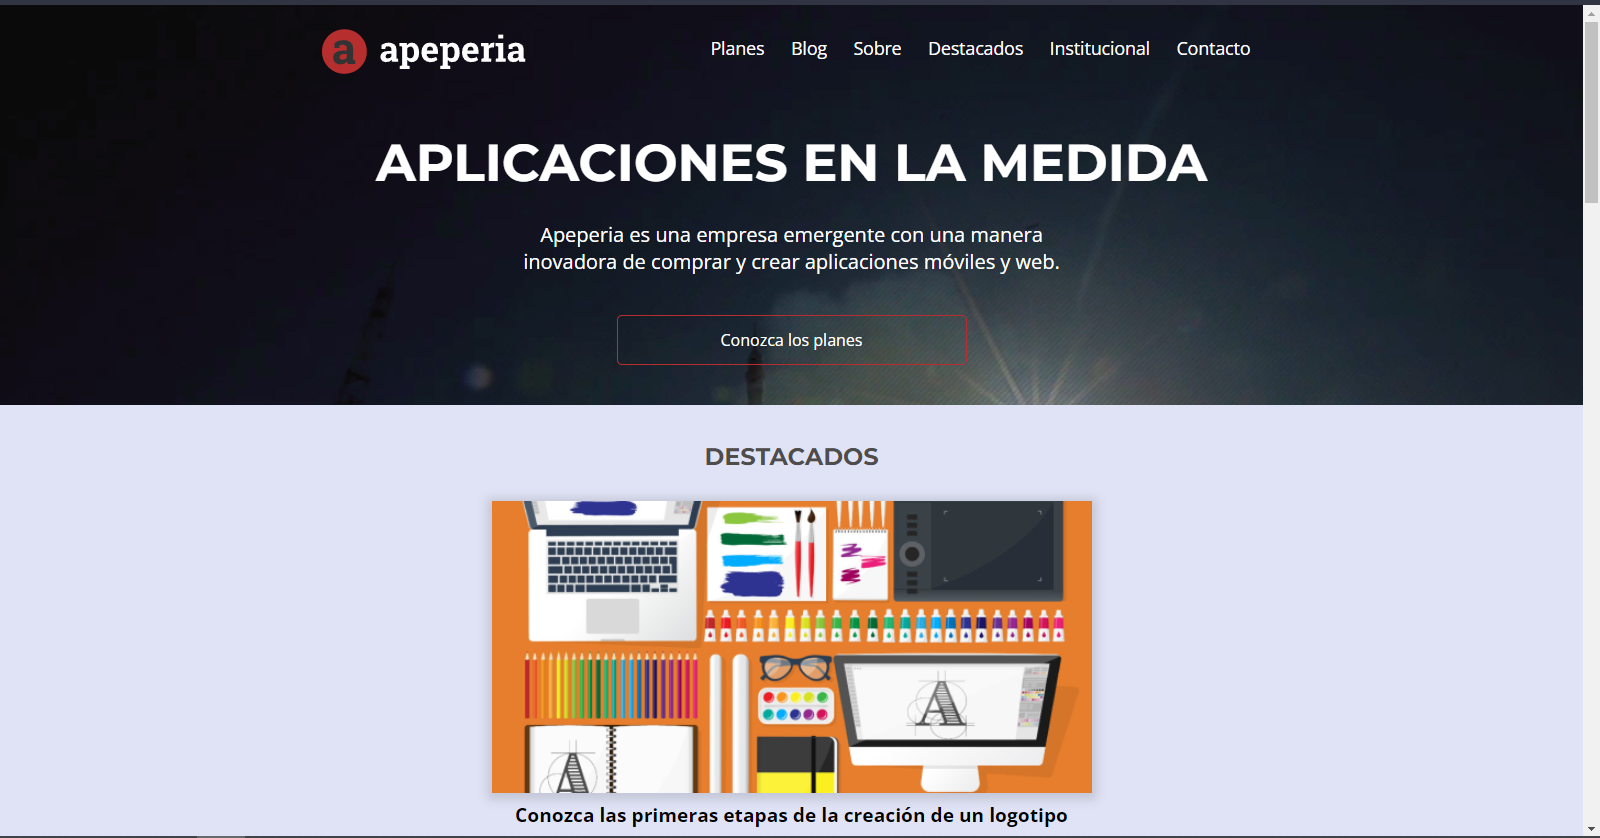 a apeperia
Planes Blog Sobre Destacados Institucional Contacto
APLICACIONES EN LA MEDIDA
Apeperia es una empresa emergente con una manera
inovadora de comprar y crear aplicaciones móviles y web.
Conozca los planes
DESTACADOS
A
A
Conozca las primeras etapas de la creación de un logotipo